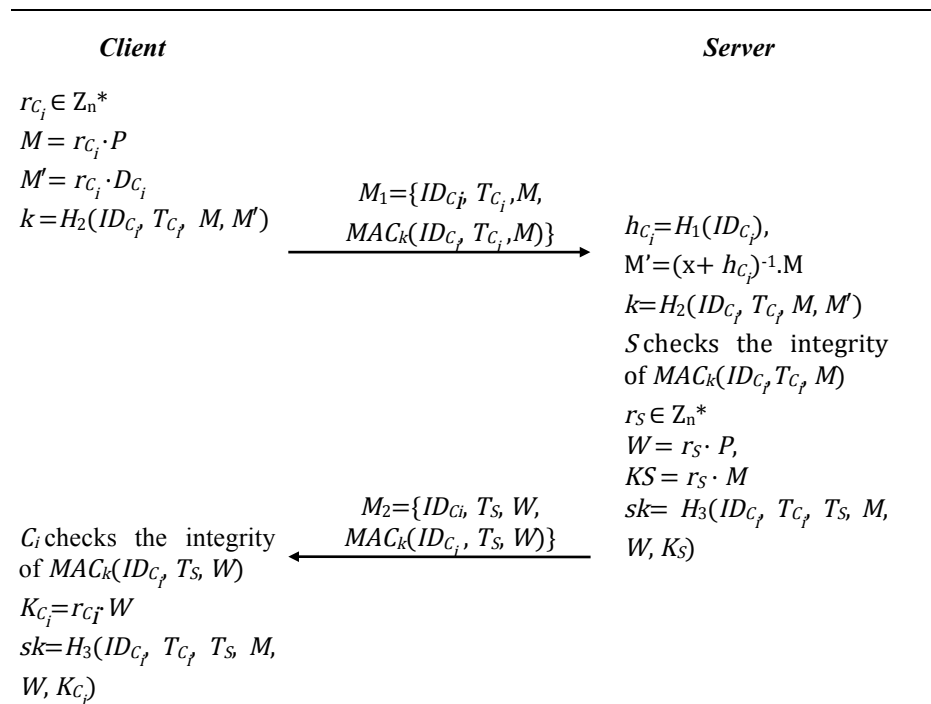 Client
Server
r_{C_i} ∈ Z_n*
M = r_{C_i}·P
M′ = r_{C_i}·D_{C_i}
k = H_2(ID_{C_i}, T_{C_i}, M, M′)
M_1={ID_{C_i}, T_{C_i},M,
MAC_k(ID_{C_i}, T_{C_i},M)}
h_{C_i}=H_1(ID_{C_i}),
M’=(x+ h_{C_i})^{-1}.M
k=H_2(ID_{C_i}, T_{C_i}, M, M′)
S checks the integrity
of MAC_k(ID_{C_i},T_{C_i}, M)
r_S ∈ Z_n*
W = r_S· P,
KS = r_S· M
sk= H_3(ID_{C_i}, T_{C_i}, T_S, M,
W, K_S)
M_2={ID_{Ci}, T_S, W,
MAC_k(ID_{C_i}, T_S, W)}
C_i checks the integrity
of MAC_k(ID_{C_i}, T_S, W)
K_{C_i}=r_{C_i}·W
sk=H_3(ID_{C_i}, T_{C_i}, T_S, M,
W, K_{C_i})